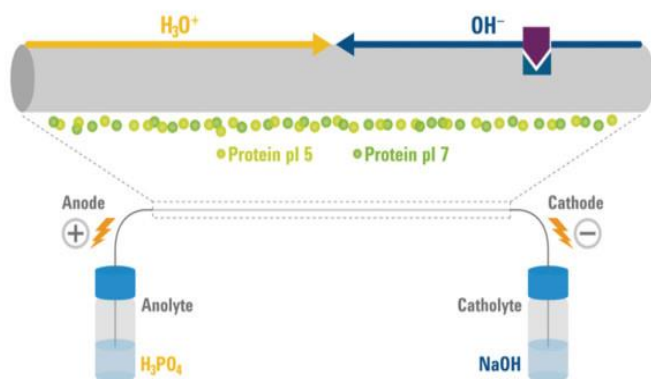 H₃O⁺ OH⁻
Protein pI 5 Protein pI 7
Anode Cathode
+ −
Anolyte Catholyte
H₃PO₄ NaOH